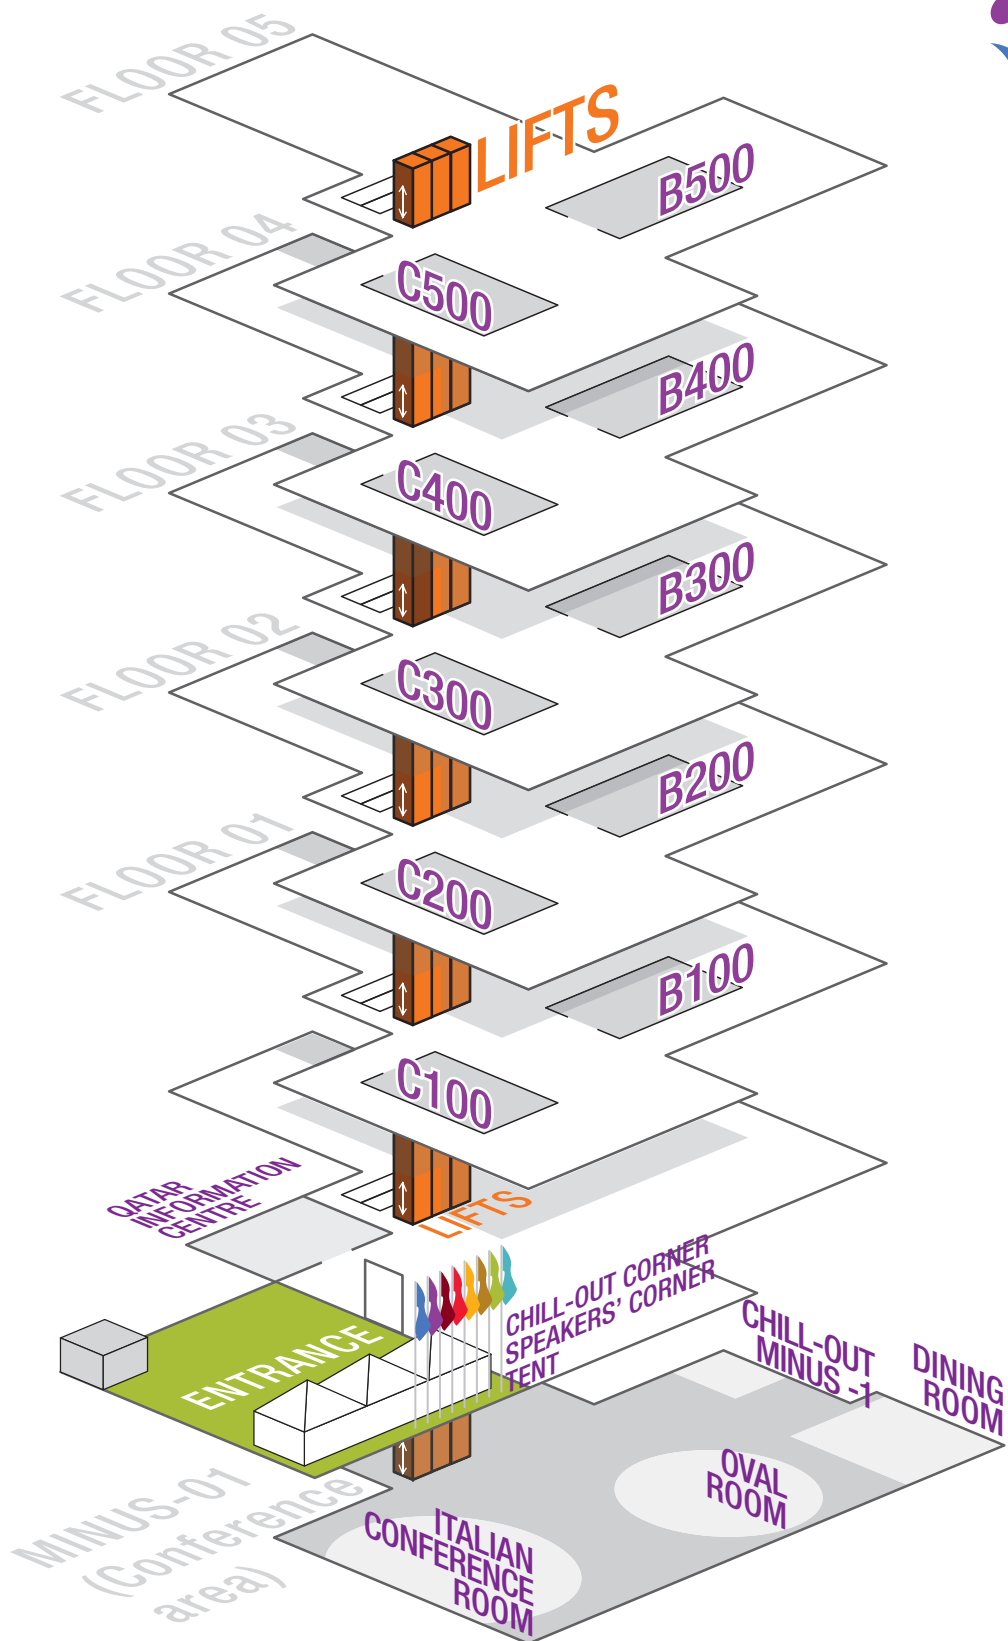 FLOOR 05
LIFTS
B500
FLOOR 04
C500
B400
FLOOR 03
C400
B300
FLOOR 02
C300
B200
FLOOR 01
C200
B100
C100
QATAR
INFORMATION
CENTRE
LIFTS
CHILL-OUT CORNER
SPEAKERS' CORNER
TENT
ENTRANCE
CHILL-OUT
MINUS -1
DINING
ROOM
OVAL
ROOM
MINUS-01
(Conference
area)
ITALIAN
CONFERENCE
ROOM